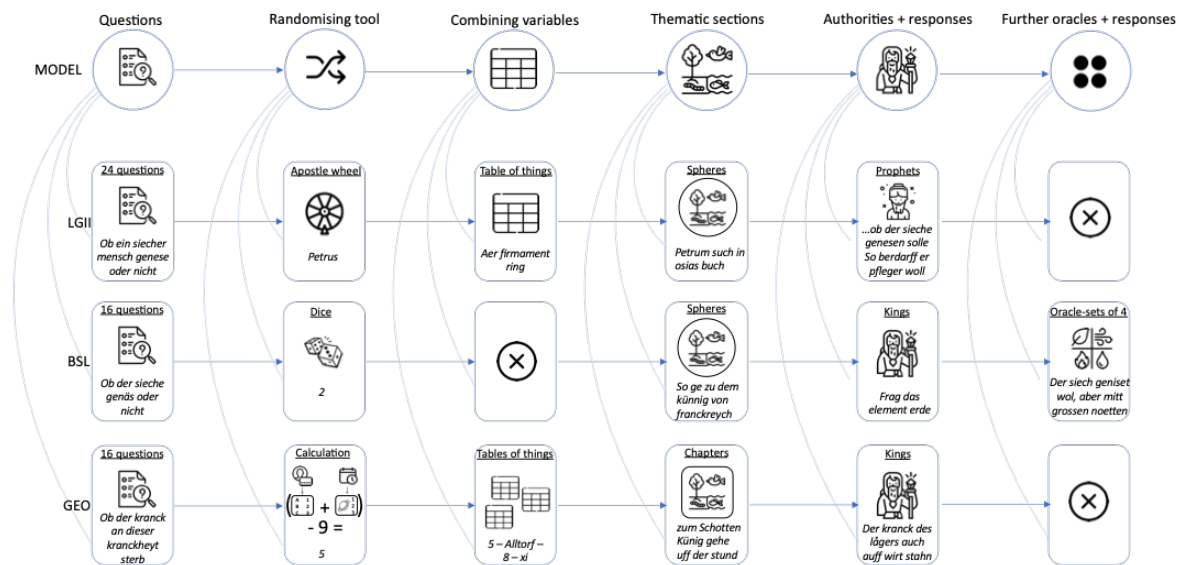 Questions
Randomising tool
Combining variables
Thematic sections
Authorities + responses
Further oracles + responses
MODEL
LGII
24 questions
Ob ein siecher
mensch genese
oder nicht
Apostle wheel
Petrus
Table of things
Aer firmament
ring
Spheres
Petrum such in
osias buch
Prophets
...ob der sieche
genesen solle
So berdarff er
pfleger woll
BSL
16 questions
Ob der sieche
genäs oder
nicht
Dice
2
Spheres
So ge zu dem
künnig von
franckreych
Kings
Frag das
element erde
Oracle-sets of 4
Der siech geniset
wol, aber mitt
grossen noetten
GEO
16 questions
Ob der kranck
an dieser
kranckheyt
sterb
Calculation
( + )
- 9 =
5
Tables of things
5 – Alltorf –
8 – xi
Chapters
zum Schotten
Künig gehe
uff der stund
Kings
Der kranck des
lågers auch
auff wirt stahn